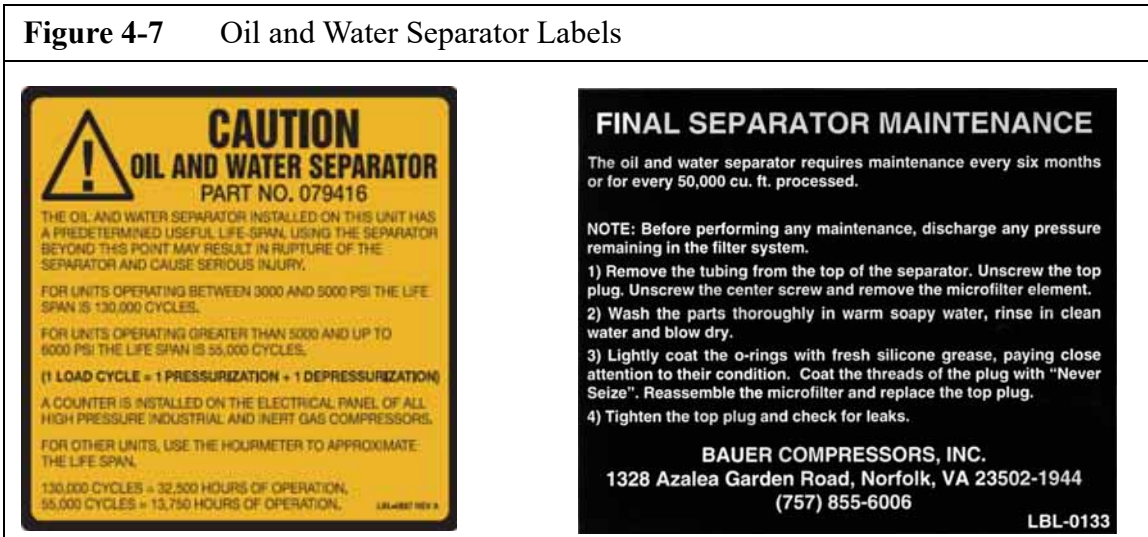 Figure 4-7 Oil and Water Separator Labels
CAUTION
OIL AND WATER SEPARATOR
PART NO. 079416
THE OIL AND WATER SEPARATOR INSTALLED ON THIS UNIT HAS
A PREDETERMINED USEFUL LIFE-SPAN, USING THE SEPARATOR
BEYOND THIS POINT MAY RESULT IN RUPTURE OF THE
SEPARATOR AND CAUSE SERIOUS INJURY.
FOR UNITS OPERATING BETWEEN 3000 AND 5000 PSI THE LIFE
SPAN IS 130,000 CYCLES.
FOR UNITS OPERATING GREATER THAN 5000 AND UP TO
6000 PSI THE LIFE SPAN IS 55,000 CYCLES.
(1 LOAD CYCLE = 1 PRESSURIZATION + 1 DEPRESSURIZATION)
A COUNTER IS INSTALLED ON THE ELECTRICAL PANEL OF ALL
HIGH PRESSURE INDUSTRIAL AND INERT GAS COMPRESSORS.
FOR OTHER UNITS, USE THE HOURMETER TO APPROXIMATE
THE LIFE SPAN.
130,000 CYCLES = 32,500 HOURS OF OPERATION,
55,000 CYCLES = 13,750 HOURS OF OPERATION.
FINAL SEPARATOR MAINTENANCE
The oil and water separator requires maintenance every six months
or for every 50,000 cu. ft. processed.
NOTE: Before performing any maintenance, discharge any pressure
remaining in the filter system.
1) Remove the tubing from the top of the separator. Unscrew the top
plug. Unscrew the center screw and remove the microfilter element.
2) Wash the parts thoroughly in warm soapy water, rinse in clean
water and blow dry.
3) Lightly coat the o-rings with fresh silicone grease, paying close
attention to their condition. Coat the threads of the plug with “Never
Seize”. Reassemble the microfilter and replace the top plug.
4) Tighten the top plug and check for leaks.
BAUER COMPRESSORS, INC.
1328 Azalea Garden Road, Norfolk, VA 23502-1944
(757) 855-6006
LBL-0133